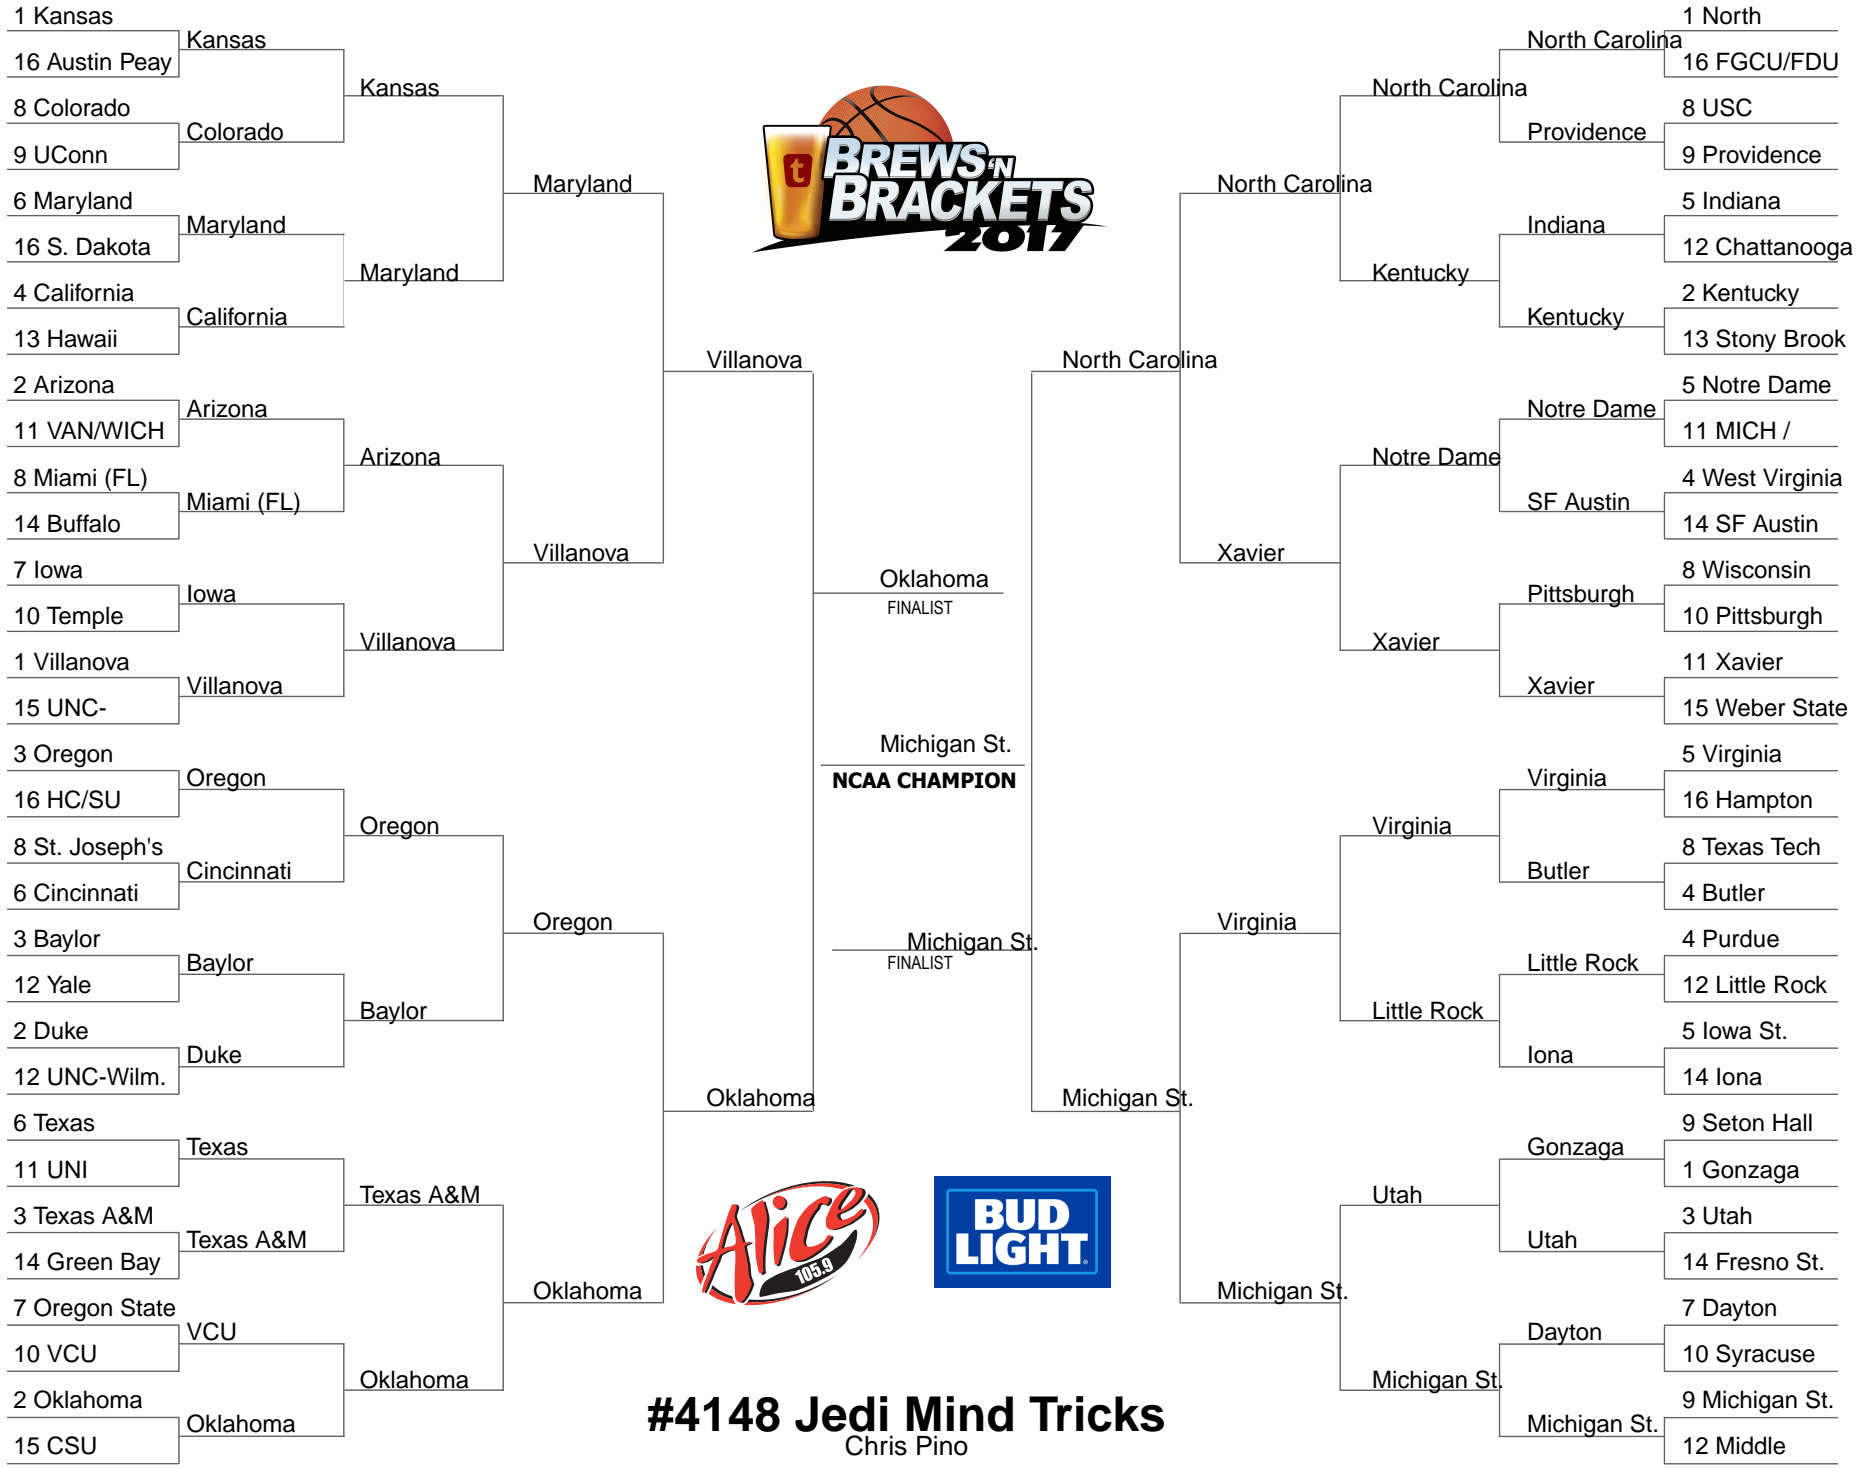 1 Kansas
16 Austin Peay
8 Colorado
9 UConn
6 Maryland
16 S. Dakota
4 California
13 Hawaii
2 Arizona
11 VAN/WICH
8 Miami (FL)
14 Buffalo
7 Iowa
10 Temple
1 Villanova
15 UNC-
3 Oregon
16 HC/SU
8 St. Joseph's
6 Cincinnati
3 Baylor
12 Yale
2 Duke
12 UNC-Wilm.
6 Texas
11 UNI
3 Texas A&M
14 Green Bay
7 Oregon State
10 VCU
2 Oklahoma
15 CSU
Kansas
Colorado
Maryland
California
Arizona
Miami (FL)
Iowa
Villanova
Oregon
Cincinnati
Baylor
Duke
Texas
Texas A&M
VCU
Oklahoma
Kansas
Maryland
Arizona
Villanova
Oregon
Baylor
Texas A&M
Oklahoma
Maryland
Villanova
Oregon
Oklahoma
Villanova
Oklahoma
t
BREWS 'N
BRACKETS
2017
Oklahoma
FINALIST
Michigan St.
NCAA CHAMPION
Michigan St.
FINALIST
Alice
105.9
BUD
LIGHT
#4148 Jedi Mind Tricks
Chris Pino
North Carolina
Michigan St.
North Carolina
Xavier
Virginia
Michigan St.
North Carolina
Kentucky
Notre Dame
Xavier
Virginia
Little Rock
Utah
Michigan St.
North Carolina
Providence
Indiana
Kentucky
Notre Dame
SF Austin
Pittsburgh
Xavier
Virginia
Butler
Little Rock
Iona
Gonzaga
Utah
Dayton
Michigan St.
1 North
16 FGCU/FDU
8 USC
9 Providence
5 Indiana
12 Chattanooga
2 Kentucky
13 Stony Brook
5 Notre Dame
11 MICH /
4 West Virginia
14 SF Austin
8 Wisconsin
10 Pittsburgh
11 Xavier
15 Weber State
5 Virginia
16 Hampton
8 Texas Tech
4 Butler
4 Purdue
12 Little Rock
5 Iowa St.
14 Iona
9 Seton Hall
1 Gonzaga
3 Utah
14 Fresno St.
7 Dayton
10 Syracuse
9 Michigan St.
12 Middle